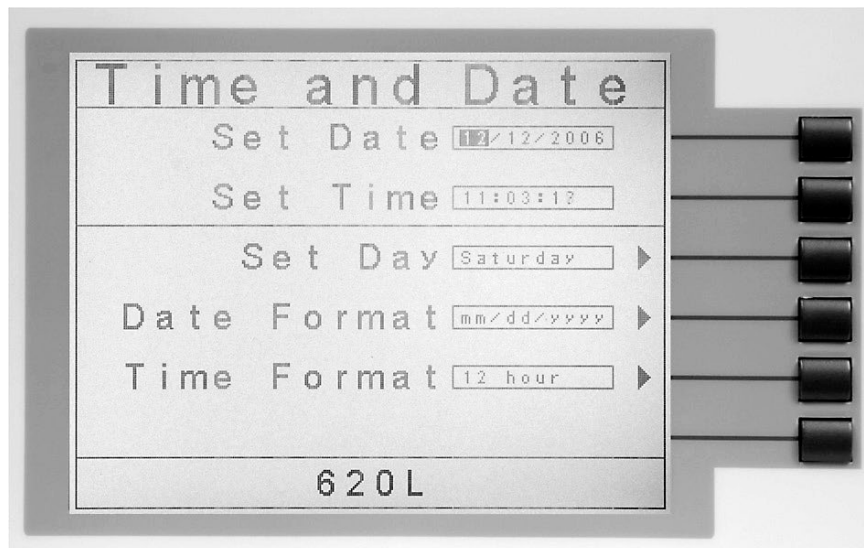 Time and Date
Set Date 12/12/2006
Set Time
Set Day Saturday
Date Format mm/dd/yyyy
Time Format 12 hour
620L